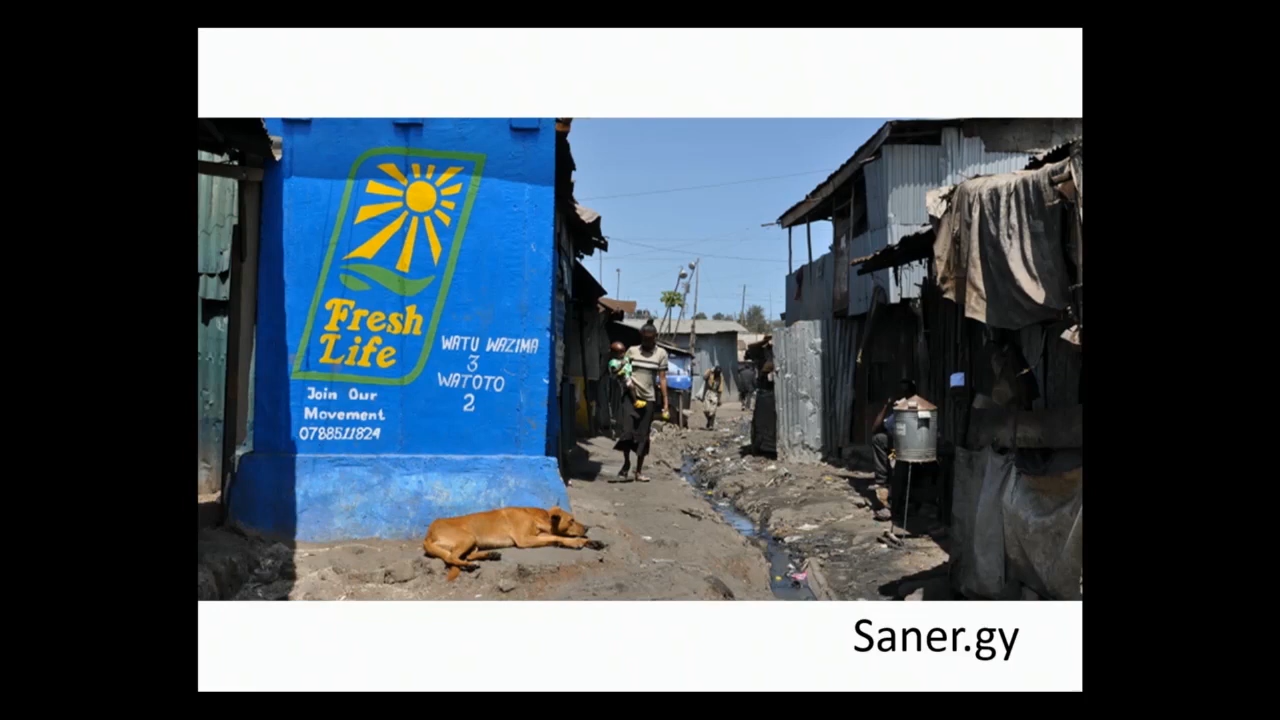 Fresh
Life
WATU WAZIMA
3
WATOTO
2
Join Our
Movement
0788511824
Saner.gy